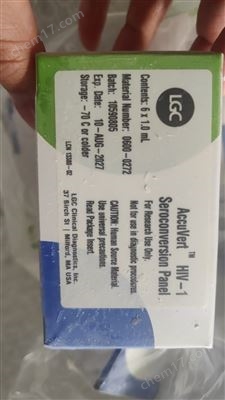 LGC
AccuVert™ HIV-1
Seroconversion Panel
For Research Use Only:
Not for use in diagnostic procedures.
CAUTION: Human Source Material.
Use universal precautions.
Read Package Insert.
LGC Clinical Diagnostics, Inc.
37 Birch St | Milford, MA USA
Contents: 6 x 1.0 mL
Material Number: 0600-0272
Batch: 10590805
Exp. Date: 10-AUG-2027
Storage: -70 C or colder